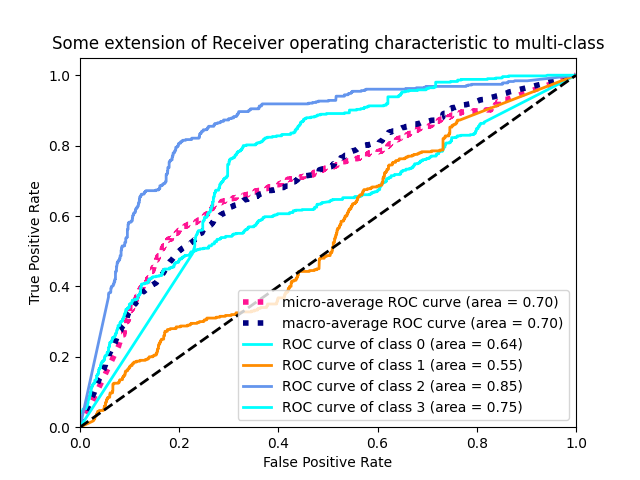 Some extension of Receiver operating characteristic to multi-class
1.0
0.8
0.6
0.4
0.2
0.0
True Positive Rate
micro-average ROC curve (area = 0.70)
macro-average ROC curve (area = 0.70)
ROC curve of class 0 (area = 0.64)
ROC curve of class 1 (area = 0.55)
ROC curve of class 2 (area = 0.85)
ROC curve of class 3 (area = 0.75)
0.0 0.2 0.4 0.6 0.8 1.0
False Positive Rate